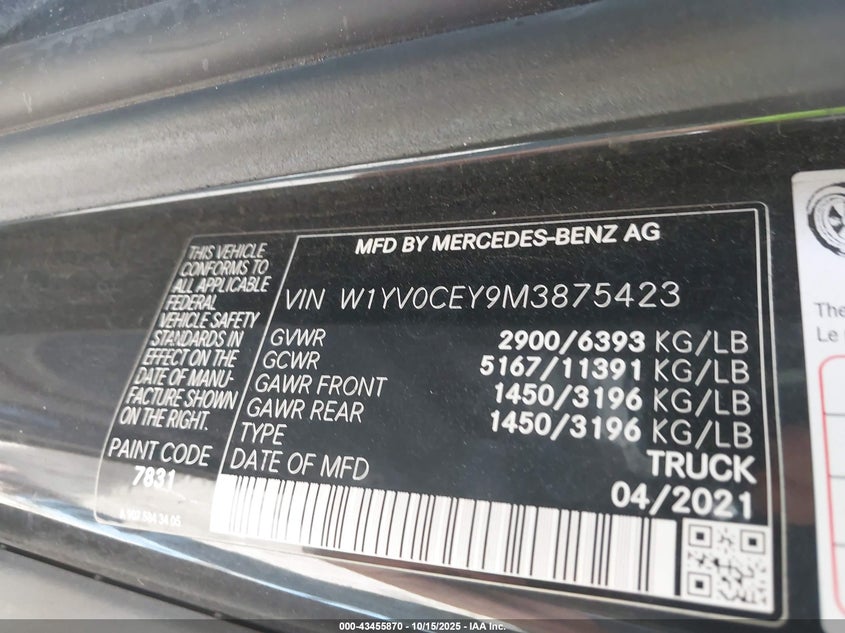 MFD BY MERCEDES-BENZ AG
THIS VEHICLE
CONFORMS TO
ALL APPLICABLE
FEDERAL
VEHICLE SAFETY
STANDARDS IN
EFFECT ON THE
DATE OF MANU-
FACTURE SHOWN
ON THE RIGHT.
PAINT CODE
7831
VIN W1YV0CEY9M3875423
GVWR 2900/6393 KG/LB
GCWR 5167/11391 KG/LB
GAWR FRONT 1450/3196 KG/LB
GAWR REAR 1450/3196 KG/LB
TYPE TRUCK
DATE OF MFD 04/2021
The
Le
000-43455870 - 10/15/2025 - IAA Inc.